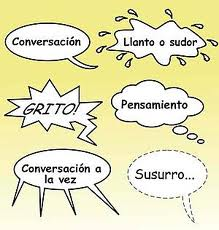 Conversación
Llanto o sudor
GRITO!
Pensamiento
Conversación a
la vez
Susurro...